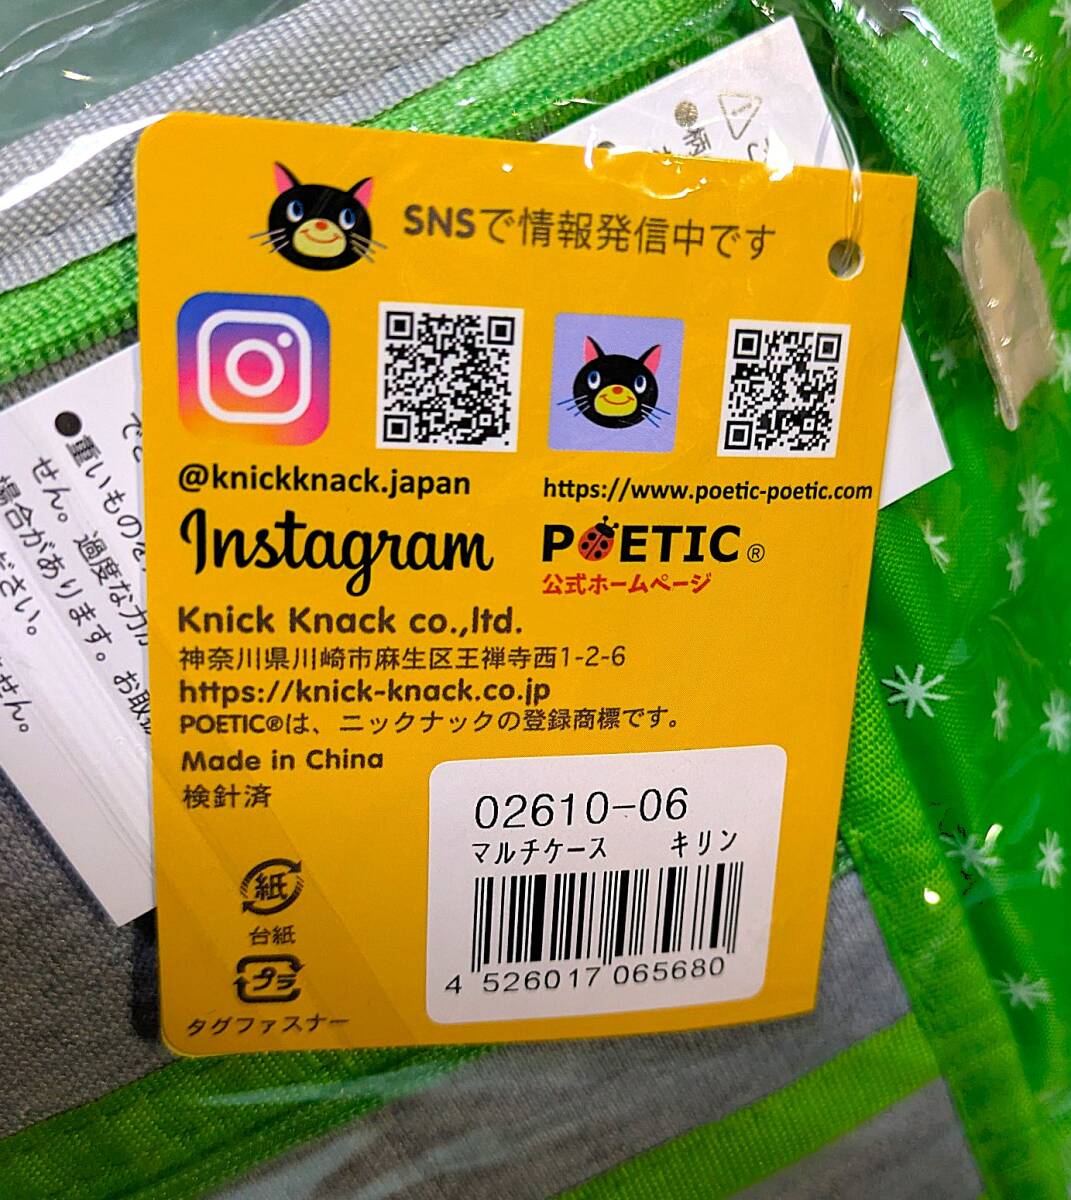 SNSで情報発信中です
@knickknack.japan
Instagram
https://www.poetic-poetic.com
POETIC®
公式ホームページ
Knick Knack co.,ltd.
神奈川県川崎市麻生区王禅寺西1-2-6
https://knick-knack.co.jp
POETIC®は、ニックナックの登録商標です。
Made in China
検針済
紙
台紙
プラ
タグファスナー
02610-06
マルチケース キリン
4 526017 065680
●重いものを
せん。過度な力が
場合があります。お取
ださい。
ません。
●柄